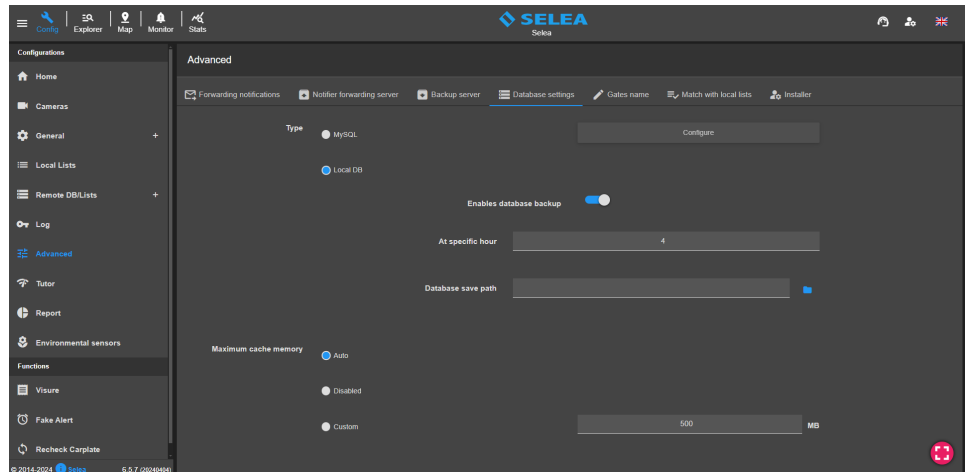 Config
Explorer
Map
Monitor
Stats
SELEA
Selea
Configurations
Home
Cameras
General +
Local Lists
Remote DB/Lists +
Log
Advanced
Tutor
Report
Environmental sensors
Functions
Visure
Fake Alert
Recheck Carplate
© 2014-2024 Selea 6.5.7 (20240404)
Advanced
Forwarding notifications
Notifier forwarding server
Backup server
Database settings
Gates name
Match with local lists
Installer
Type
MySQL
Configure
Local DB
Enables database backup
At specific hour 4
Database save path
Maximum cache memory
Auto
Disabled
Custom 500 MB